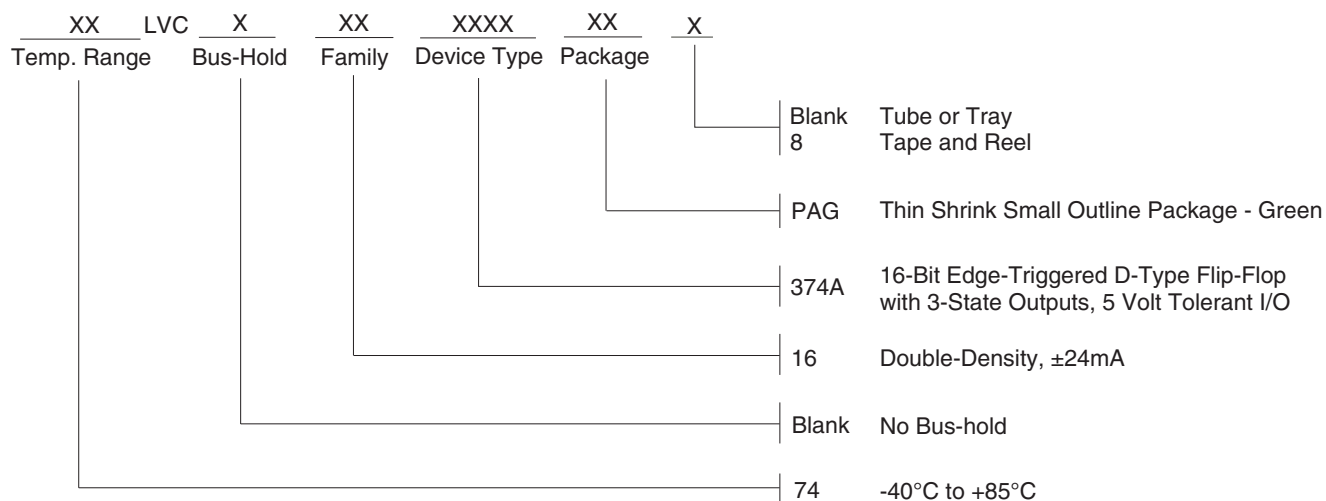 XX LVC X XX XXXX XX X
Temp. Range Bus-Hold Family Device Type Package
Blank Tube or Tray
8 Tape and Reel
PAG Thin Shrink Small Outline Package - Green
374A 16-Bit Edge-Triggered D-Type Flip-Flop
with 3-State Outputs, 5 Volt Tolerant I/O
16 Double-Density, ±24mA
Blank No Bus-hold
74 -40°C to +85°C